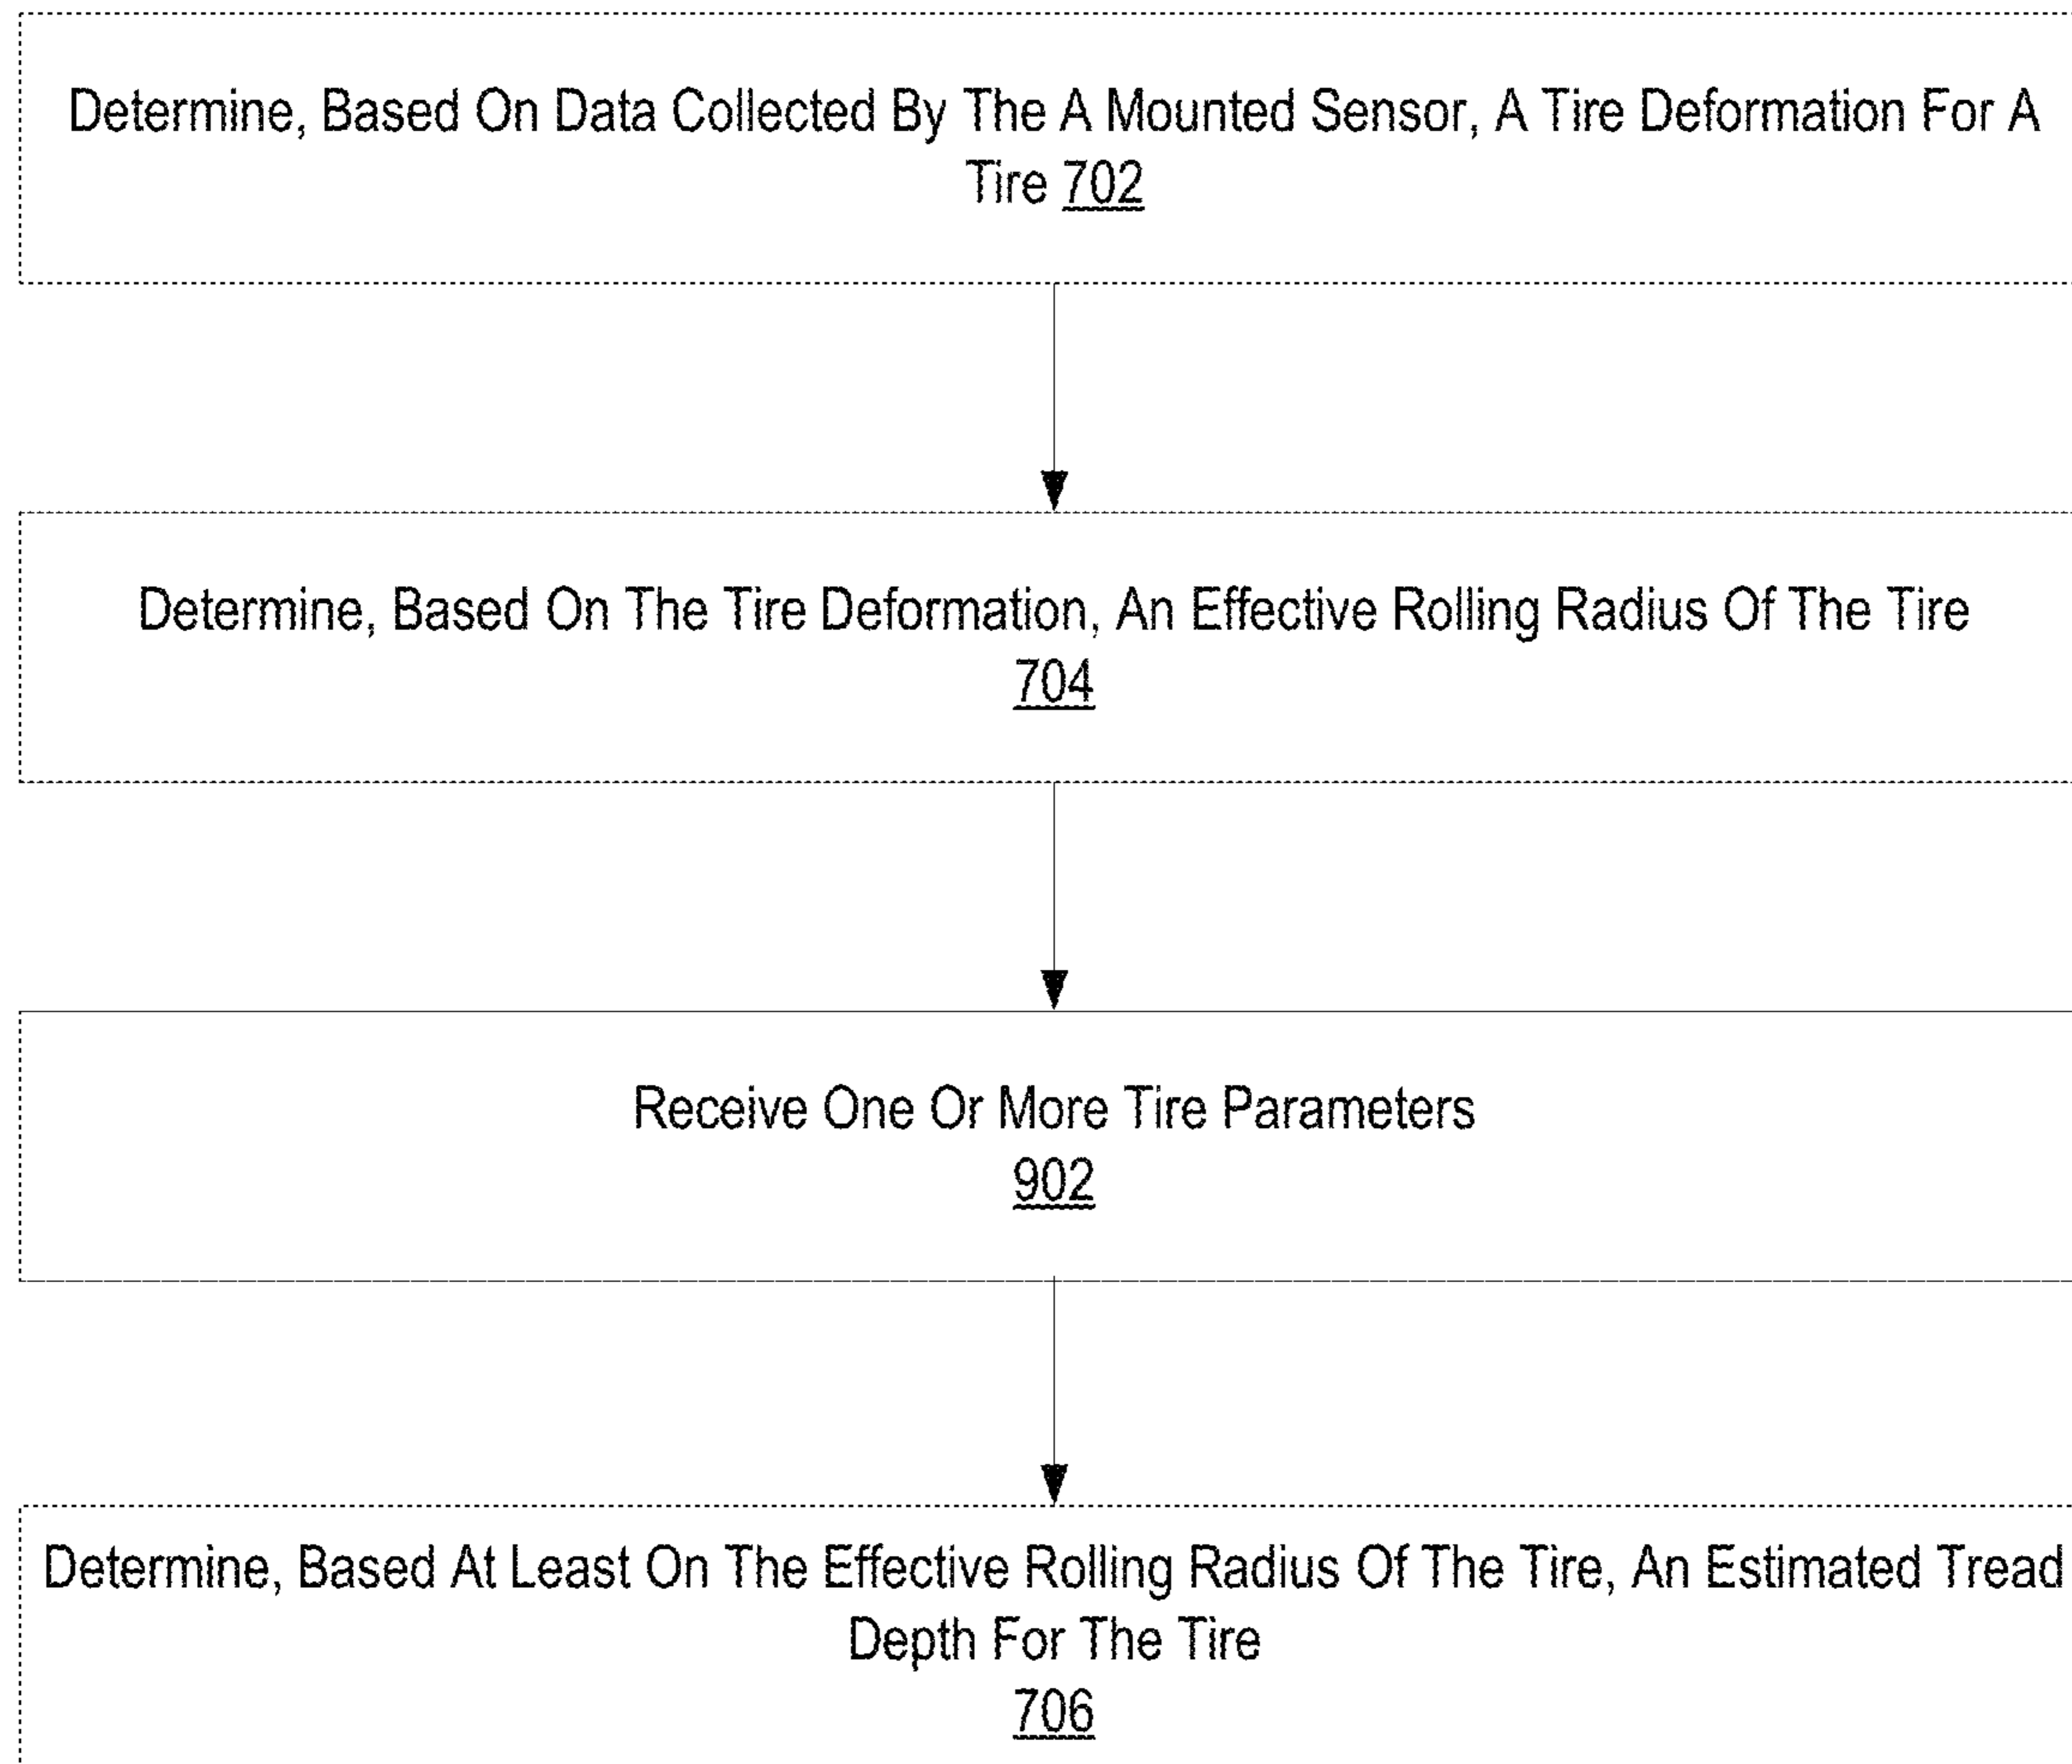 Determine, Based On Data Collected By The A Mounted Sensor, A Tire Deformation For A
Tire 702
Determine, Based On The Tire Deformation, An Effective Rolling Radius Of The Tire
704
Receive One Or More Tire Parameters
902
Determine, Based At Least On The Effective Rolling Radius Of The Tire, An Estimated Tread
Depth For The Tire
706